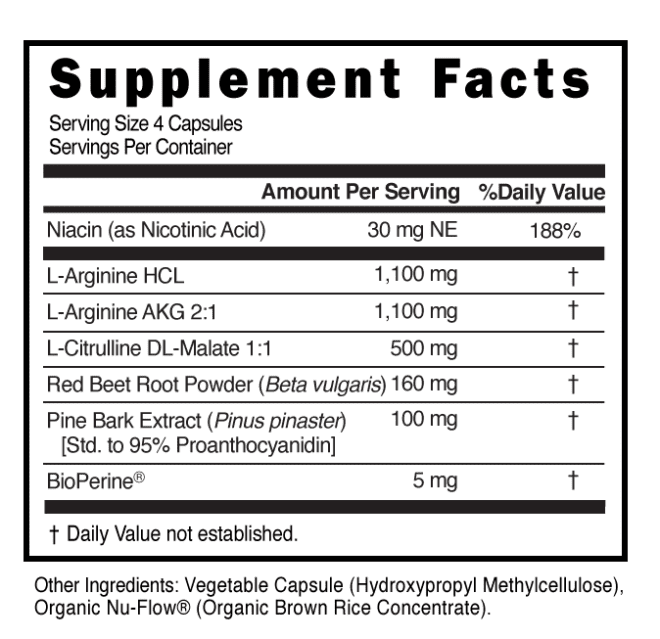 Supplement Facts
Serving Size 4 Capsules
Servings Per Container
Amount Per Serving %Daily Value
Niacin (as Nicotinic Acid) 30 mg NE 188%
L-Arginine HCL 1,100 mg †
L-Arginine AKG 2:1 1,100 mg †
L-Citrulline DL-Malate 1:1 500 mg †
Red Beet Root Powder (Beta vulgaris) 160 mg †
Pine Bark Extract (Pinus pinaster) 100 mg †
[Std. to 95% Proanthocyanidin]
BioPerine® 5 mg †
† Daily Value not established.
Other Ingredients: Vegetable Capsule (Hydroxypropyl Methylcellulose),
Organic Nu-Flow® (Organic Brown Rice Concentrate).